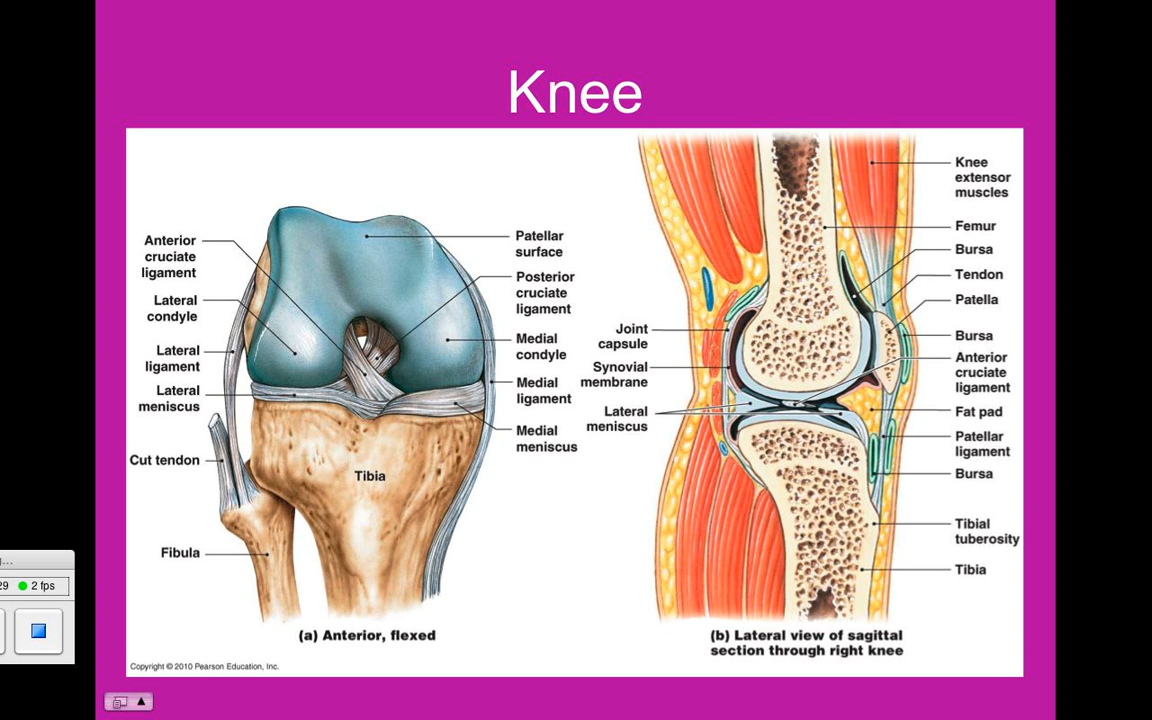 Knee
Anterior
cruciate
ligament
Lateral
condyle
Lateral
ligament
Lateral
meniscus
Cut tendon
Fibula
Tibia
Patellar
surface
Posterior
cruciate
ligament
Medial
condyle
Medial
ligament
Medial
meniscus
(a) Anterior, flexed
Joint
capsule
Synovial
membrane
Lateral
meniscus
Knee
extensor
muscles
Femur
Bursa
Tendon
Patella
Bursa
Anterior
cruciate
ligament
Fat pad
Patellar
ligament
Bursa
Tibial
tuberosity
Tibia
(b) Lateral view of sagittal
section through right knee
Copyright © 2010 Pearson Education, Inc.
29 2 fps